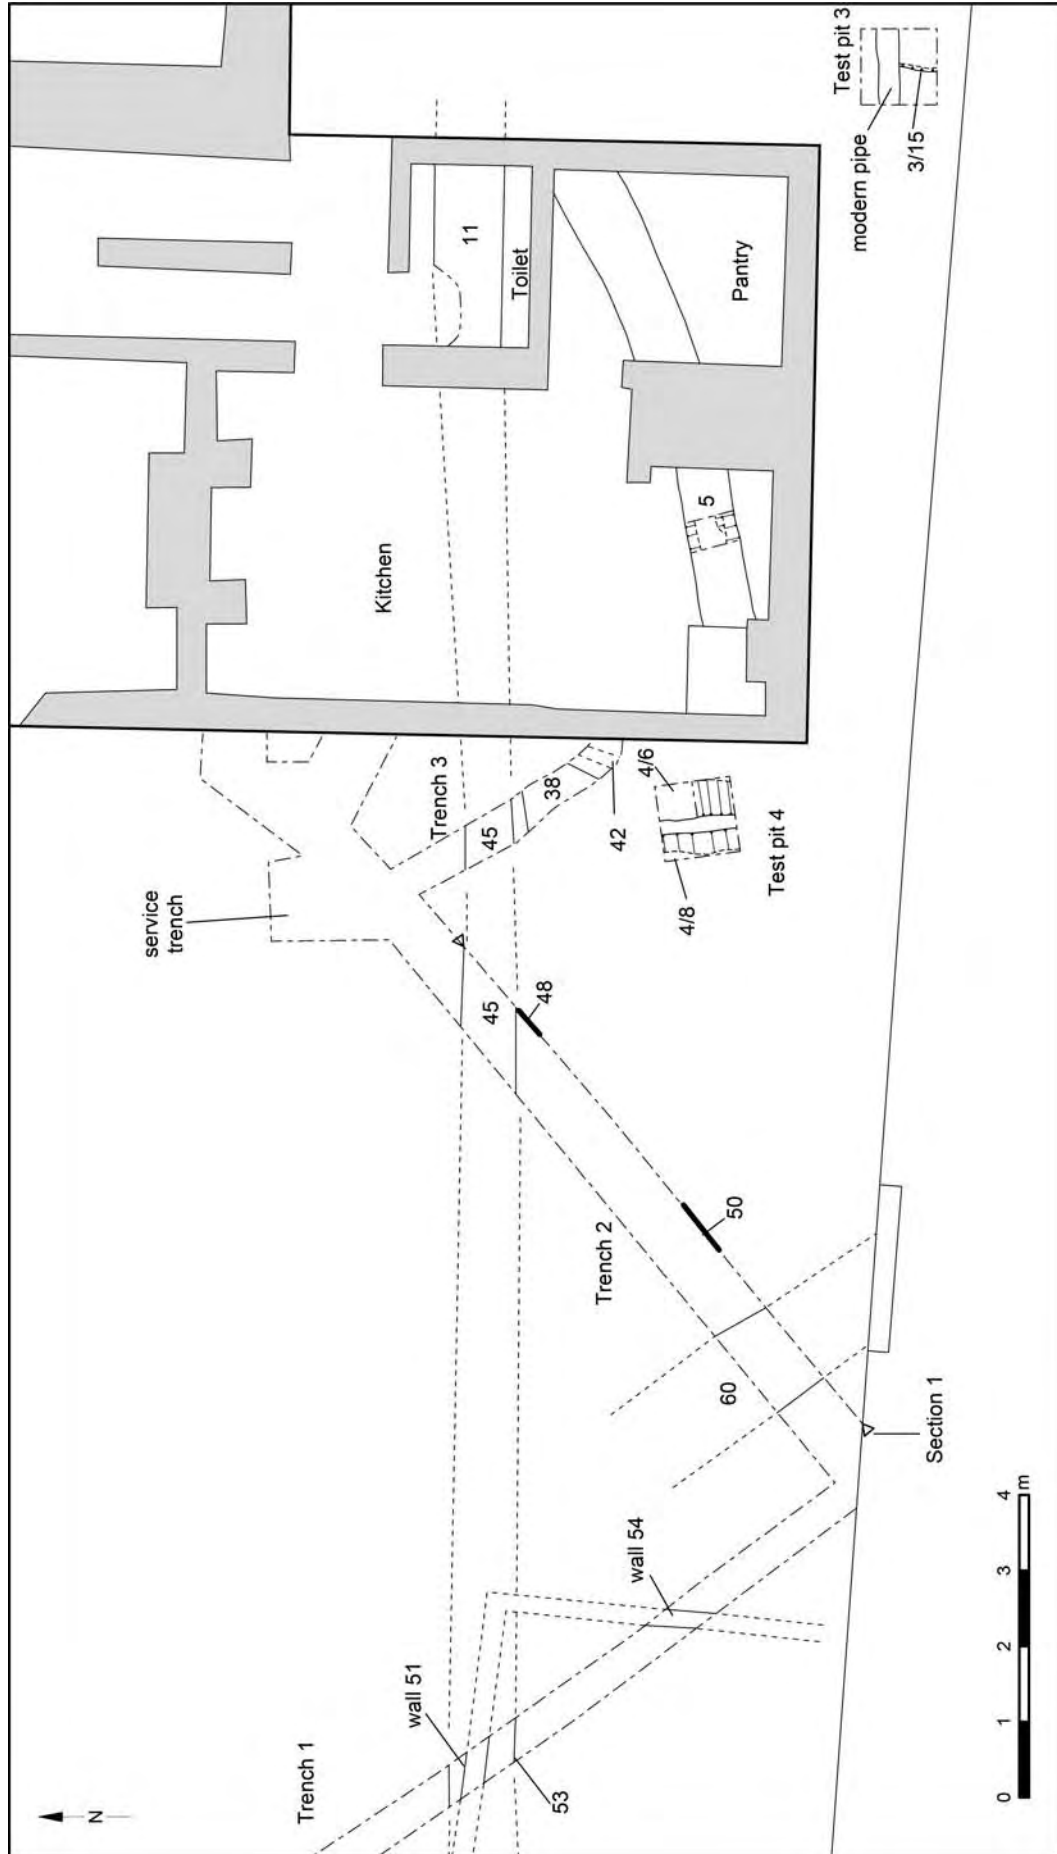 Trench 1
wall 51
53
wall 54
N
0 1 2 3 4
m
Section 1
60
Trench 2
50
48
45
service
trench
Trench 3
45
38
42
4/6
4/8
Test pit 4
Kitchen
5
11
Toilet
Pantry
Test pit 3
modern pipe
3/15